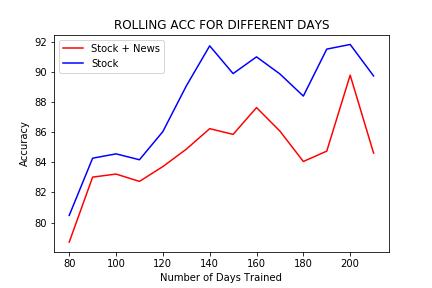 ROLLING ACC FOR DIFFERENT DAYS
Stock + News
Stock
92
90
88
86
84
82
80
Accuracy
80 100 120 140 160 180 200
Number of Days Trained